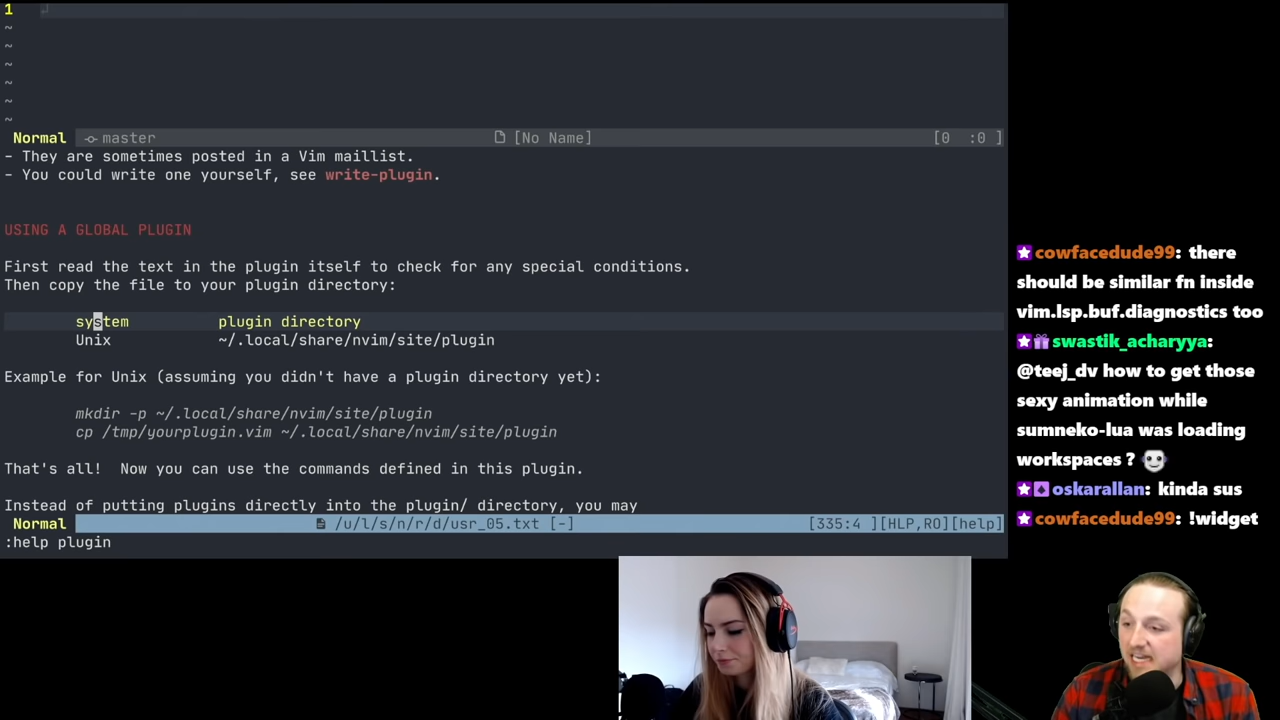 1
~
~
~
~
~
~
Normal master [No Name] [0 :0 ]
- They are sometimes posted in a Vim maillist.
- You could write one yourself, see write-plugin.
USING A GLOBAL PLUGIN
First read the text in the plugin itself to check for any special conditions.
Then copy the file to your plugin directory:
system plugin directory
Unix ~/.local/share/nvim/site/plugin
Example for Unix (assuming you didn't have a plugin directory yet):
mkdir -p ~/.local/share/nvim/site/plugin
cp /tmp/yourplugin.vim ~/.local/share/nvim/site/plugin
That's all!  Now you can use the commands defined in this plugin.
Instead of putting plugins directly into the plugin/ directory, you may
Normal /u/l/s/n/r/d/usr_05.txt [-] [335:4 ][HLP,RO][help]
:help plugin
cowfacedude99: there
should be similar fn inside
vim.lsp.buf.diagnostics too
swastik_acharyya:
@teej_dv how to get those
sexy animation while
sumneko-lua was loading
workspaces ?
oskarallan: kinda sus
cowfacedude99: !widget